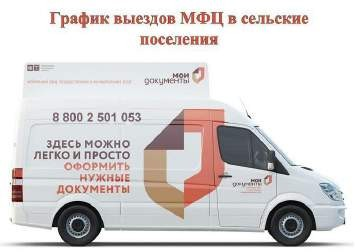 График выездов МФЦ в сельские
поселения
мои
документы
8 800 2 501 053
ЗДЕСЬ МОЖНО
ЛЕГКО И ПРОСТО
ОФОРМИТЬ
НУЖНЫЕ
ДОКУМЕНТЫ
мои
документы